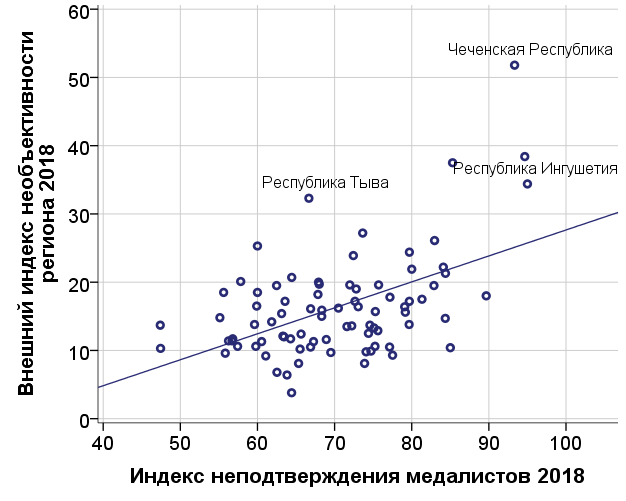 60
50
40
30
20
10
0
Внешний индекс необъективности
региона 2018
Чеченская Республика
Республика Ингушетия
Республика Тыва
40 50 60 70 80 90 100
Индекс неподтверждения медалистов 2018